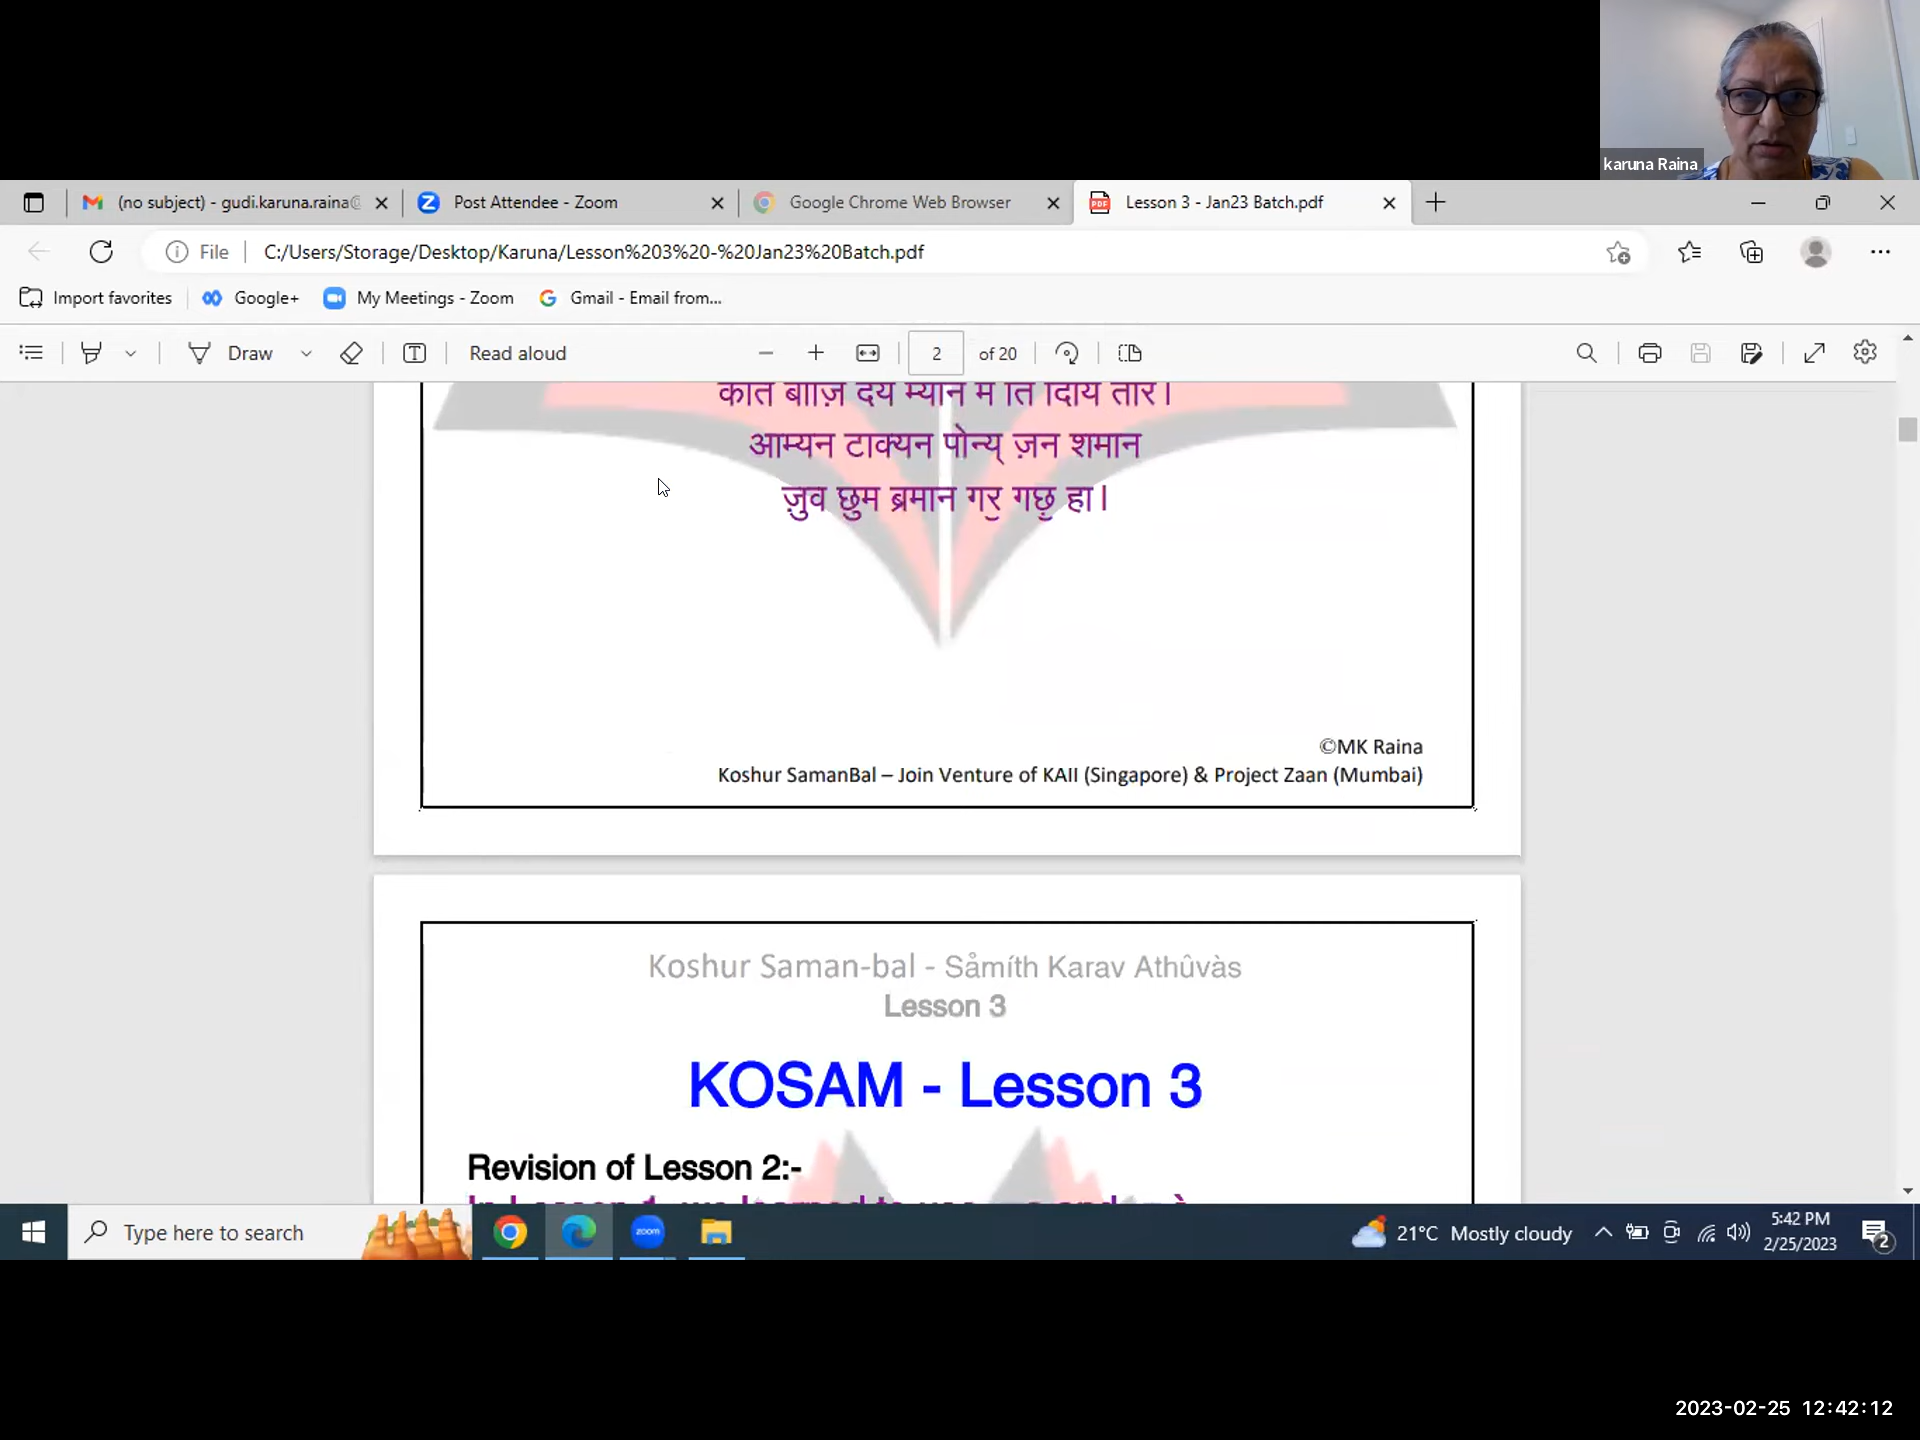 karuna Raina
(no subject) - gudi.karuna.raina@
Post Attendee - Zoom
Google Chrome Web Browser
Lesson 3 - Jan23 Batch.pdf
File
C:/Users/Storage/Desktop/Karuna/Lesson%203%20-%20Jan23%20Batch.pdf
Import favorites
Google+
My Meetings - Zoom
Gmail - Email from...
Draw
Read aloud
2 of 20
आम्यन टाक्यन पोन्य् ज़न शमान
ज़ुव छुम ब्रमान गरॖ गछॖ हा।
©MK Raina
Koshur SamanBal – Join Venture of KAII (Singapore) & Project Zaan (Mumbai)
Koshur Saman-bal - Såmíth Karav Athûvàs
Lesson 3
KOSAM - Lesson 3
Revision of Lesson 2:-
Type here to search
zoom
21°C Mostly cloudy
5:42 PM
2/25/2023
2
2023-02-25 12:42:12